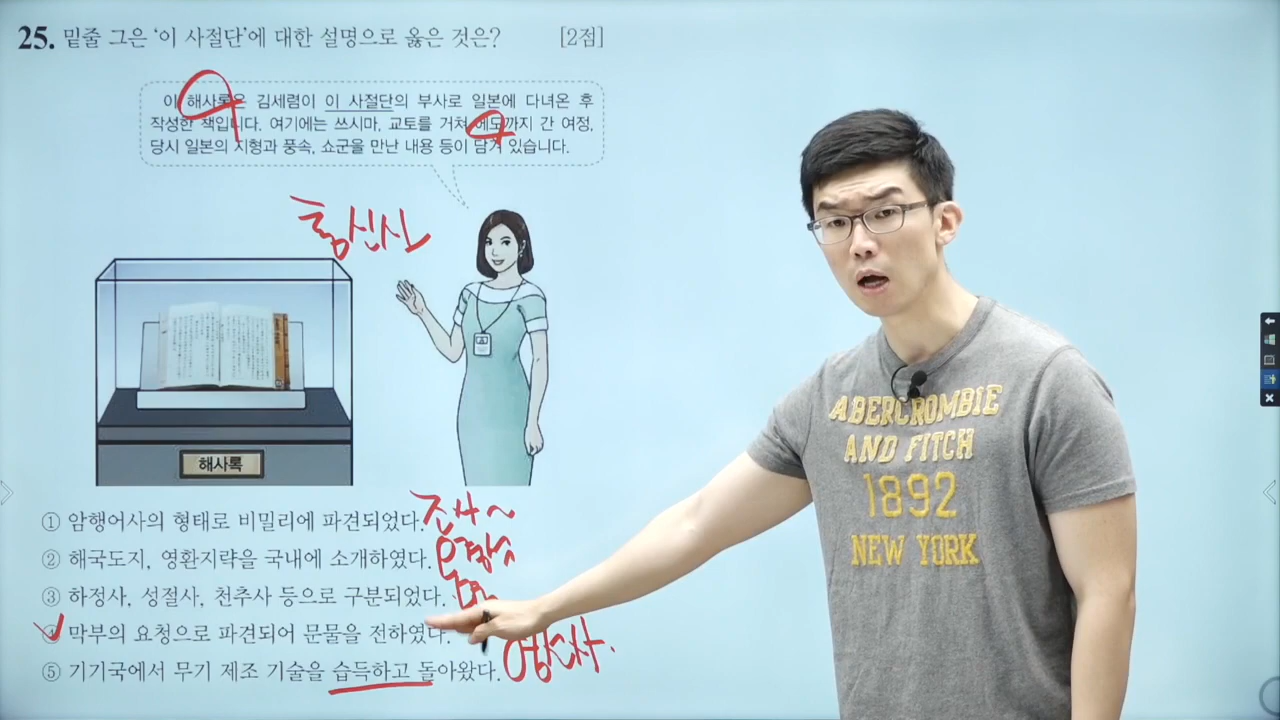 25. 밑줄 그은 '이 사절단'에 대한 설명으로 옳은 것은? [2점]
이 해사록은 김세렴이 이 사절단의 부사로 일본에 다녀온 후
작성한 책입니다. 여기에는 쓰시마, 교토를 거쳐 에도까지 간 여정,
당시 일본의 지형과 풍속, 쇼군을 만난 내용 등이 담겨 있습니다.
통신사
해사록
① 암행어사의 형태로 비밀리에 파견되었다.
조사~
② 해국도지, 영환지략을 국내에 소개하였다.
오경석
③ 하정사, 성절사, 천추사 등으로 구분되었다.
④ 막부의 요청으로 파견되어 문물을 전하였다.
⑤ 기기국에서 무기 제조 기술을 습득하고 돌아왔다.
영선사.
ABERCROMBIE
AND FITCH
1892
NEW YORK